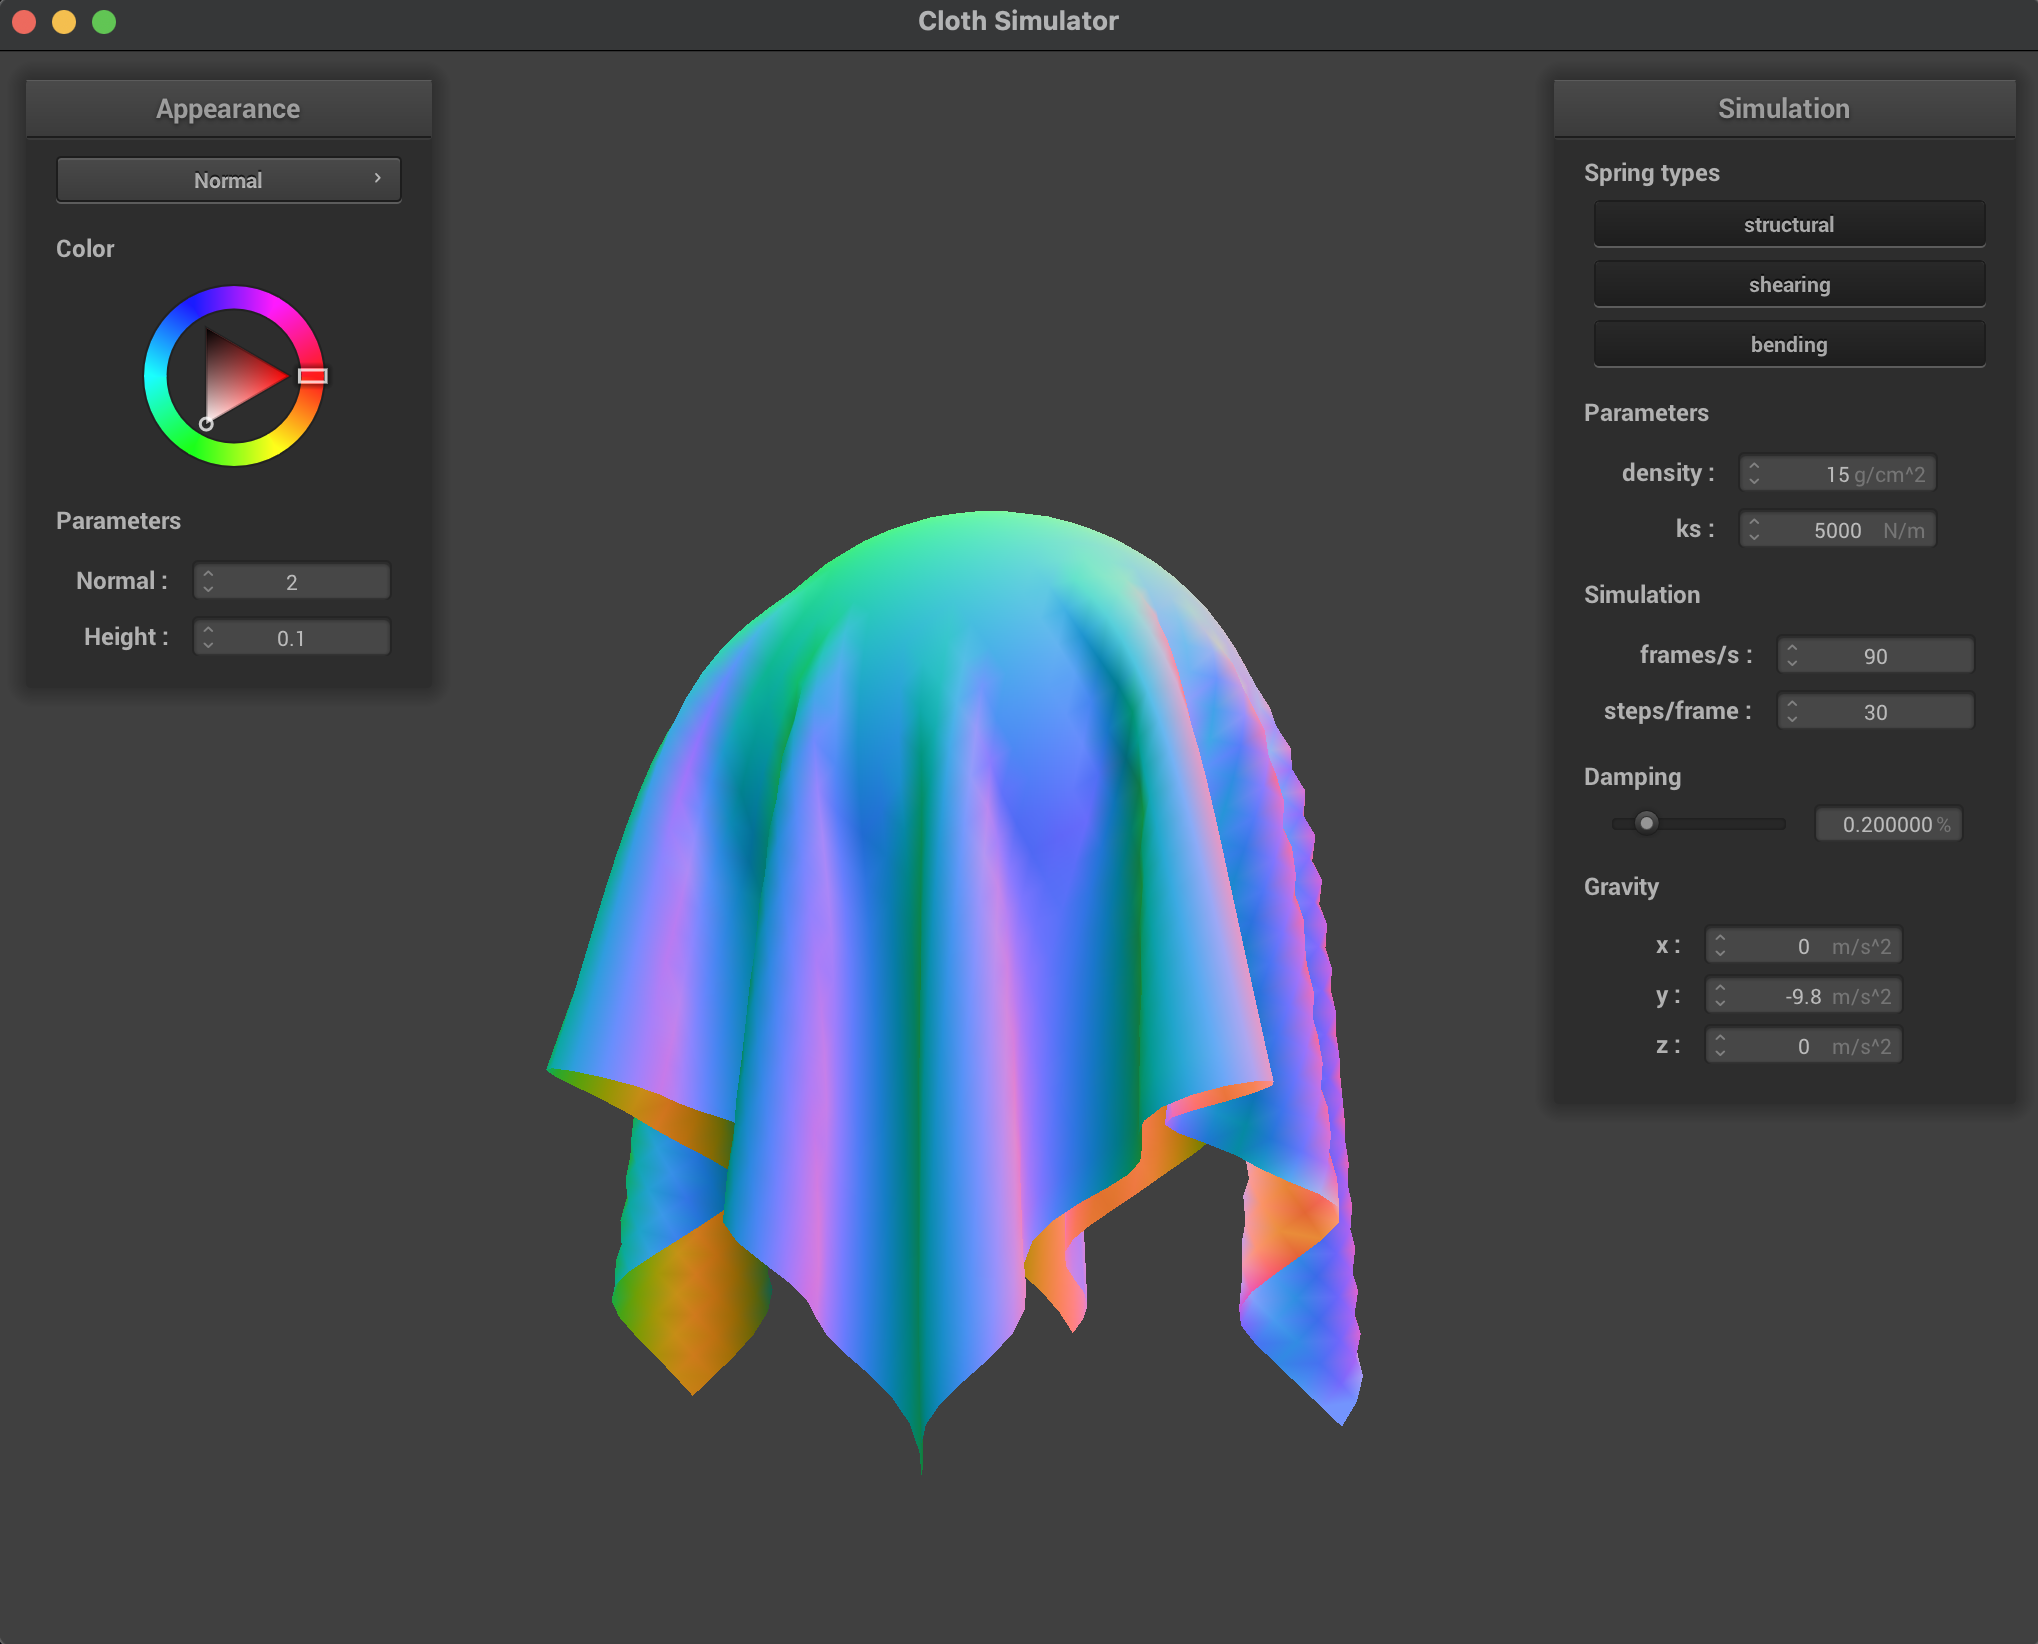 Cloth Simulator
Appearance
Normal
Color
Parameters
Normal : 2
Height : 0.1
Simulation
Spring types
structural
shearing
bending
Parameters
density : 15 g/cm^2
ks : 5000 N/m
Simulation
frames/s : 90
steps/frame : 30
Damping
0.200000 %
Gravity
x : 0 m/s^2
y : -9.8 m/s^2
z : 0 m/s^2